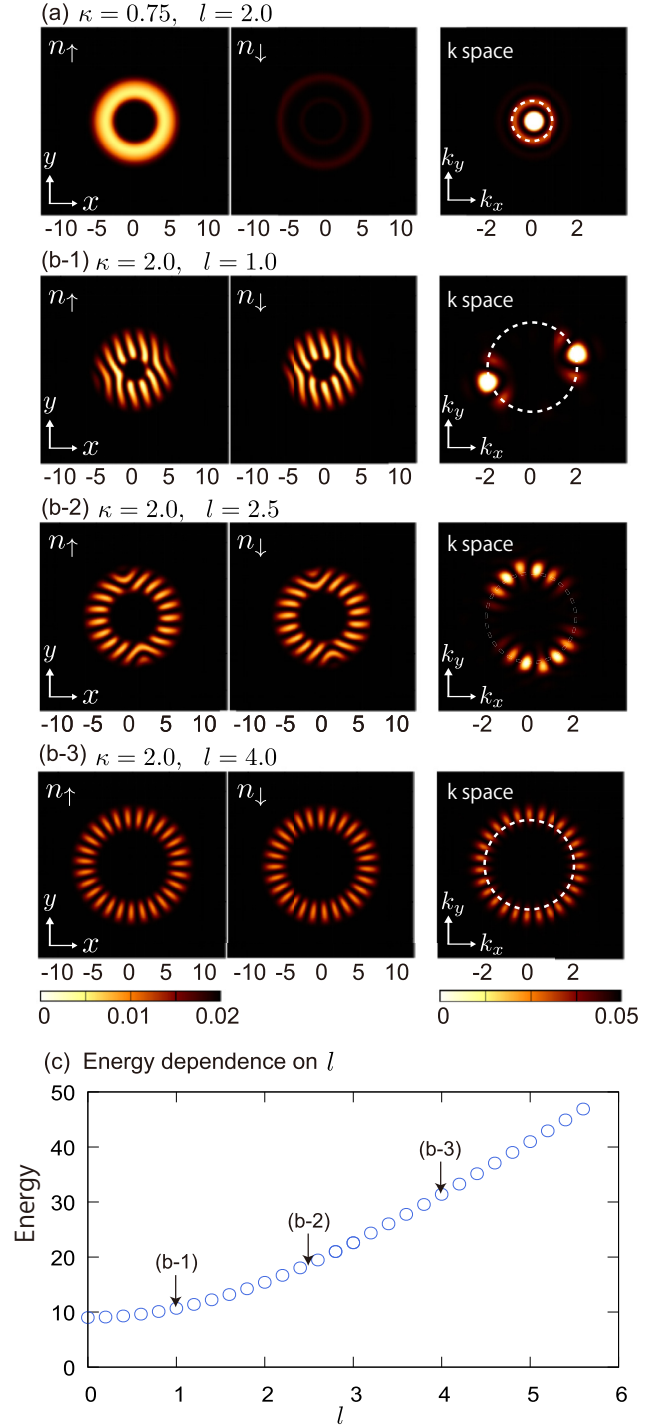 (a) κ = 0.75, l = 2.0
n↑ n↓ k space
y x ky kx
-10 -5 0 5 10 -10 -5 0 5 10 -2 0 2
(b-1) κ = 2.0, l = 1.0
n↑ n↓ k space
y x ky kx
-10 -5 0 5 10 -10 -5 0 5 10 -2 0 2
(b-2) κ = 2.0, l = 2.5
n↑ n↓ k space
y x ky kx
-10 -5 0 5 10 -10 -5 0 5 10 -2 0 2
(b-3) κ = 2.0, l = 4.0
n↑ n↓ k space
y x ky kx
-10 -5 0 5 10 -10 -5 0 5 10 -2 0 2
0 0.01 0.02 0 0.05
(c) Energy dependence on l
50
40
(b-3)
30
Energy
(b-2)
20
(b-1)
10
0
0 1 2 3 4 5 6
l